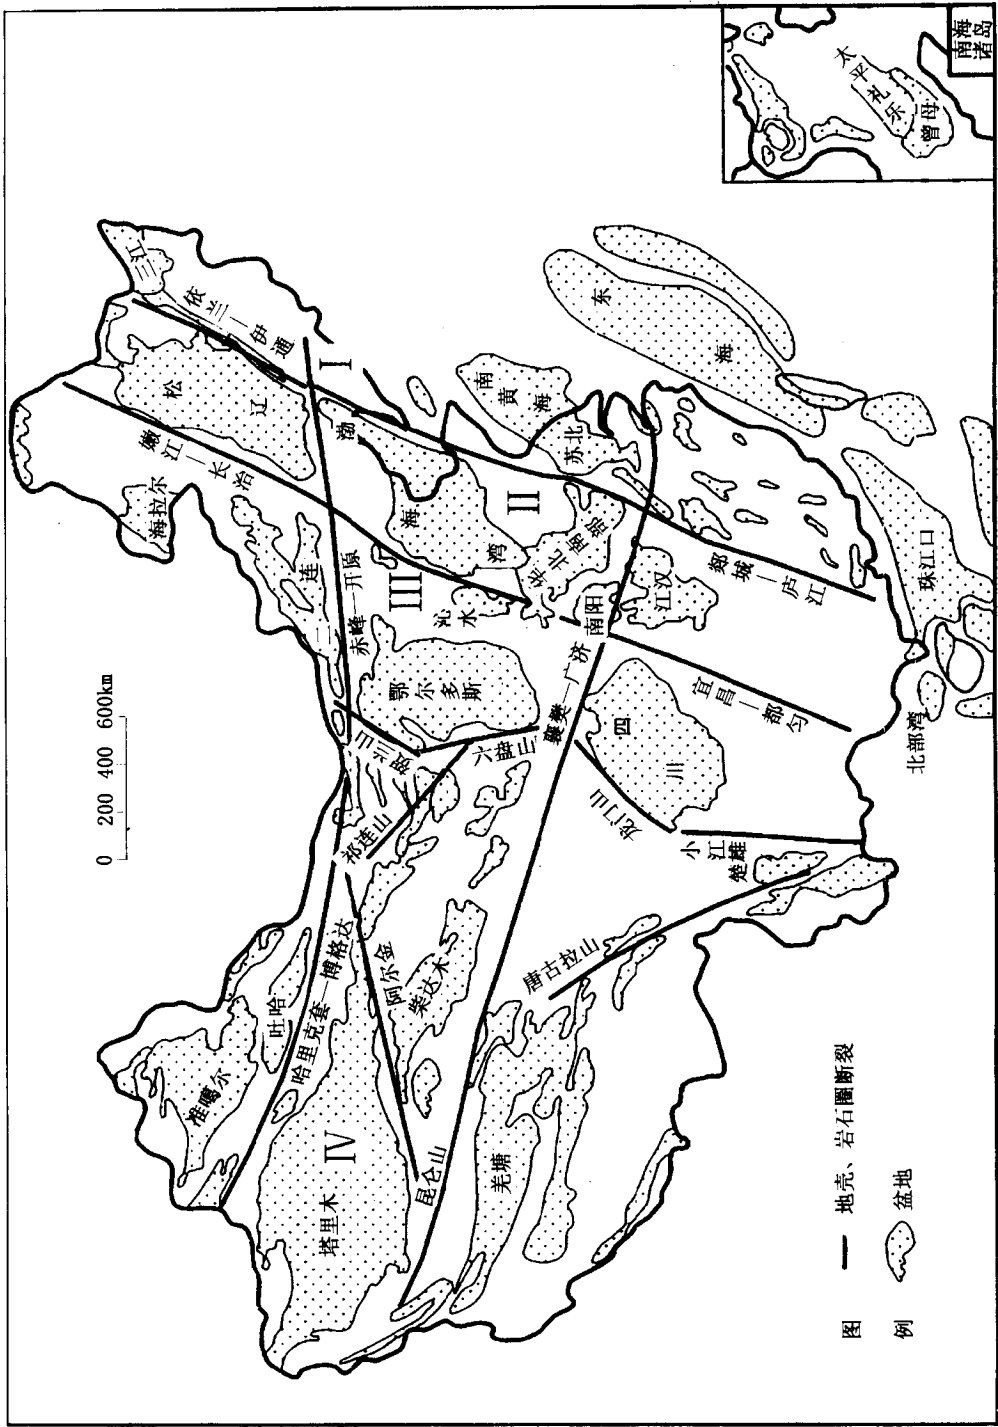 南海
诸岛
太平
礼乐
曾母
三江
依兰—伊通
松辽
嫩江—长治
海拉尔
二连
赤峰—开原
I
II
III
IV
渤海湾
南黄海
苏北
东海
华北南部
沁水
鄂尔多斯
南阳
江汉
襄樊—广济
郯城—庐江
宜昌—都匀
珠江口
北部湾
四川
龙门山
小江
楚雄
六盘山
贺兰山
祁连山
阿尔金
柴达木
唐古拉山
哈里克套—博格达
吐哈
准噶尔
塔里木
昆仑山
羌塘
0 200 400 600km
图例
地壳、岩石圈断裂
盆地